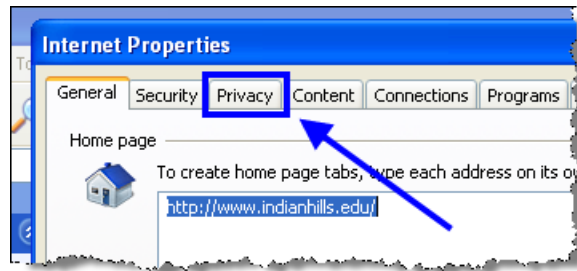 Internet Properties
General Security Privacy Content Connections Programs
Home page
To create home page tabs, type each address on its
http://www.indianhills.edu/